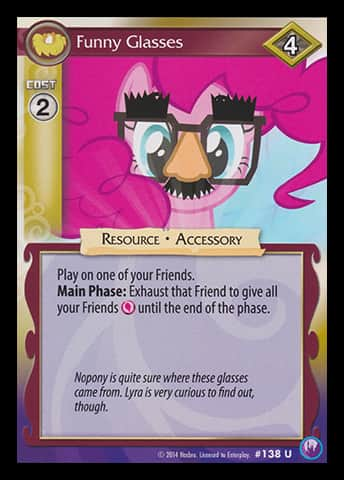 Funny Glasses
4
COST
2
RESOURCE • ACCESSORY
Play on one of your Friends.
Main Phase: Exhaust that Friend to give all
your Friends until the end of the phase.
Nopony is quite sure where these glasses
came from. Lyra is very curious to find out,
though.
© 2014 Hasbro. Licensed to Enterplay. #138 U